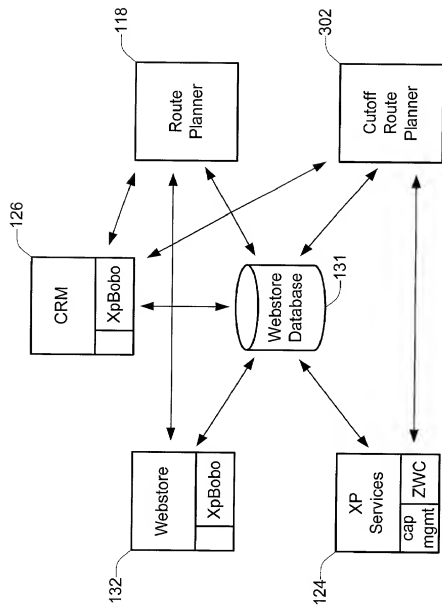 126
CRM
XpBobo
118
Route
Planner
132
Webstore
XpBobo
Webstore
Database
131
124
XP
Services
cap
mgmt
ZWC
302
Cutoff
Route
Planner